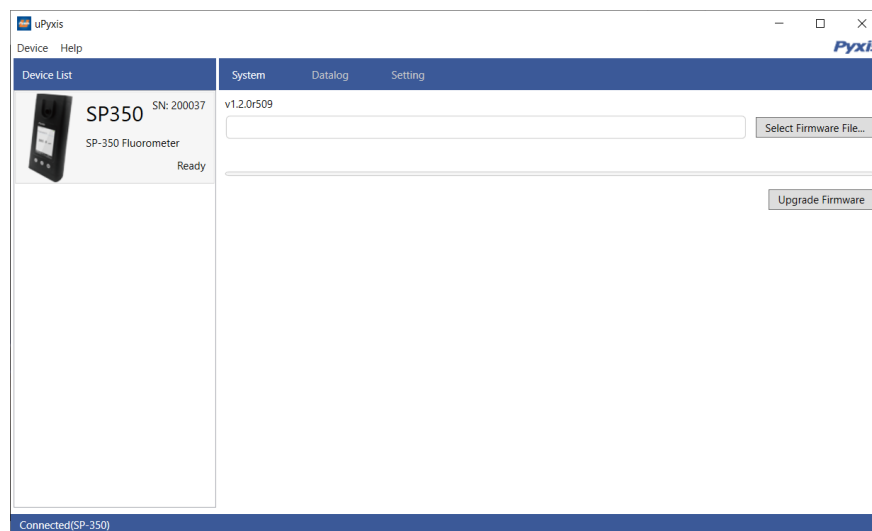 uPyxis
Device Help
Device List
System Datalog Setting
SP350 SN: 200037
SP-350 Fluorometer
Ready
v1.2.0r509
Select Firmware File...
Upgrade Firmware
Connected(SP-350)